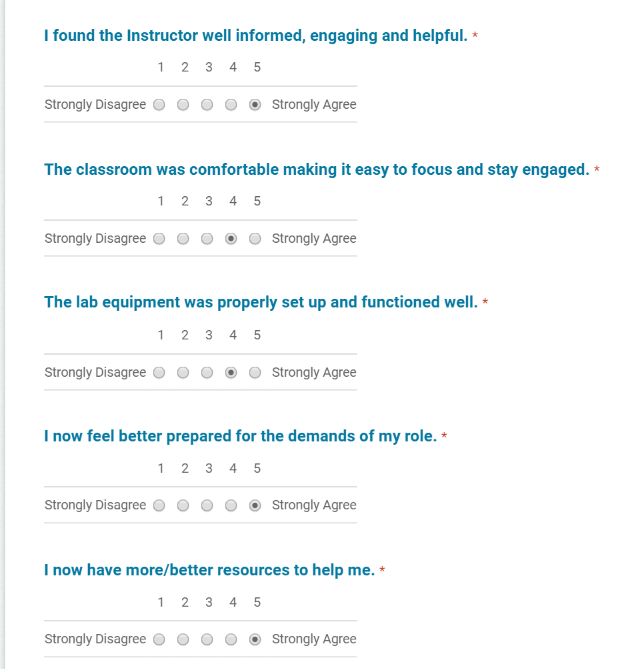 I found the Instructor well informed, engaging and helpful. *
1 2 3 4 5
Strongly Disagree Strongly Agree
The classroom was comfortable making it easy to focus and stay engaged. *
1 2 3 4 5
Strongly Disagree Strongly Agree
The lab equipment was properly set up and functioned well. *
1 2 3 4 5
Strongly Disagree Strongly Agree
I now feel better prepared for the demands of my role. *
1 2 3 4 5
Strongly Disagree Strongly Agree
I now have more/better resources to help me. *
1 2 3 4 5
Strongly Disagree Strongly Agree